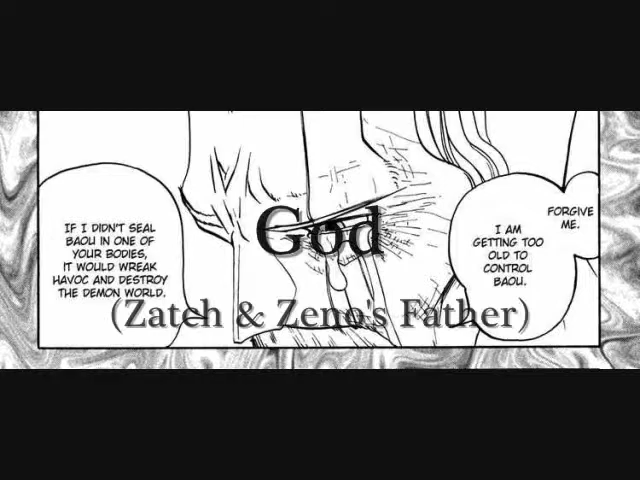 FORGIVE
ME.
I AM
GETTING TOO
OLD TO
CONTROL
BAOU.
IF I DIDN'T SEAL
BAOU IN ONE OF
YOUR BODIES,
IT WOULD WREAK
HAVOC AND DESTROY
THE DEMON WORLD.
God
(Zatch & Zeno's Father)